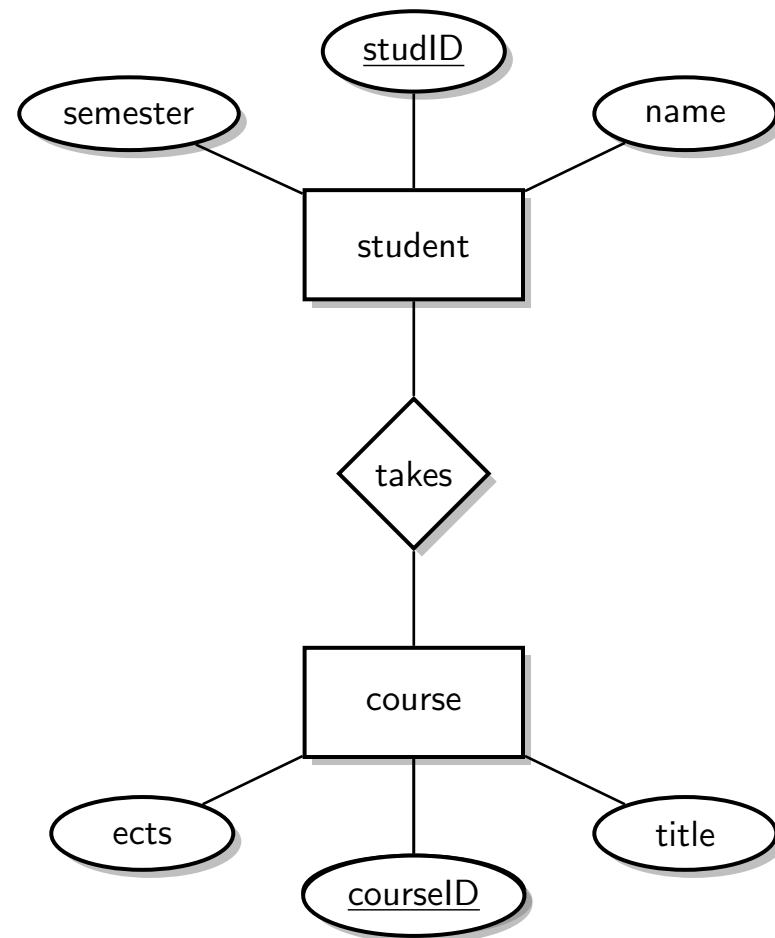 studID
semester
name
student
takes
course
ects
title
courseID